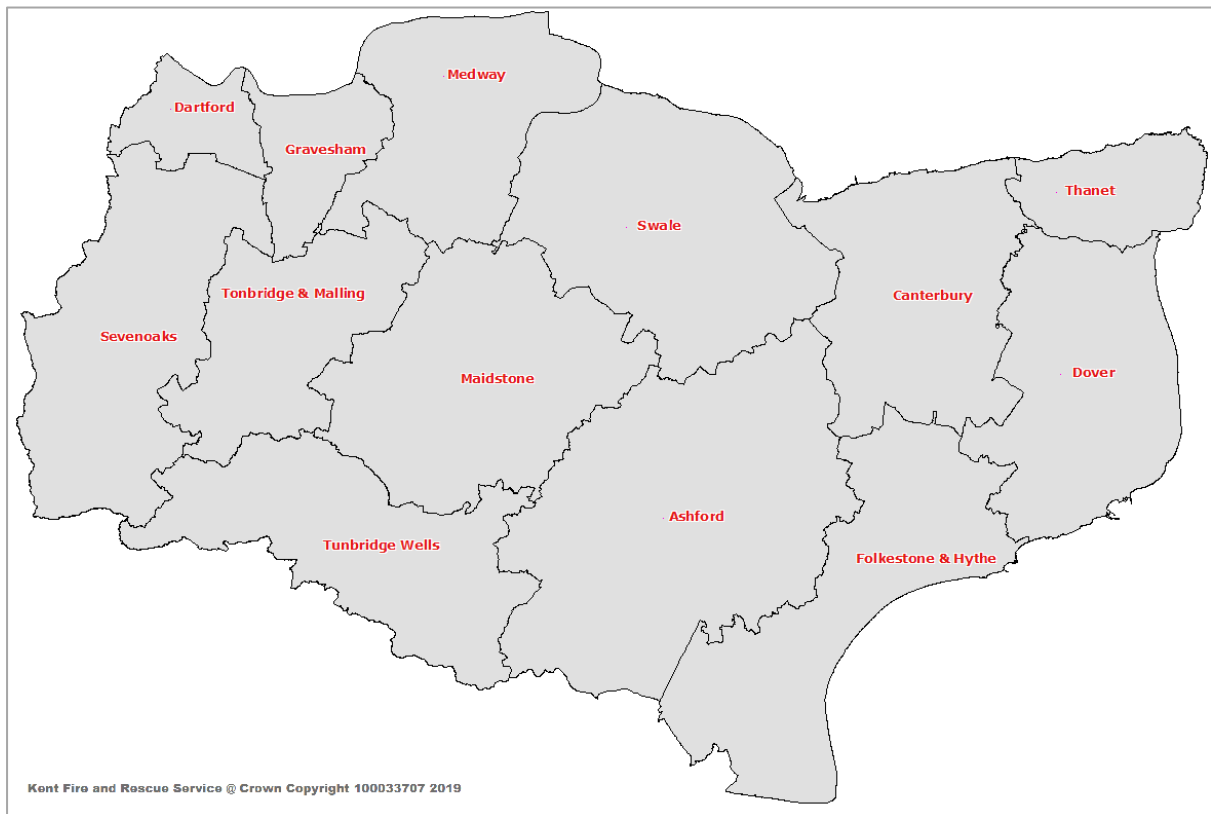 Medway
Dartford
Gravesham
Thanet
Swale
Tonbridge & Malling
Canterbury
Sevenoaks
Maidstone
Dover
Ashford
Tunbridge Wells
Folkestone & Hythe
Kent Fire and Rescue Service @ Crown Copyright 100033707 2019